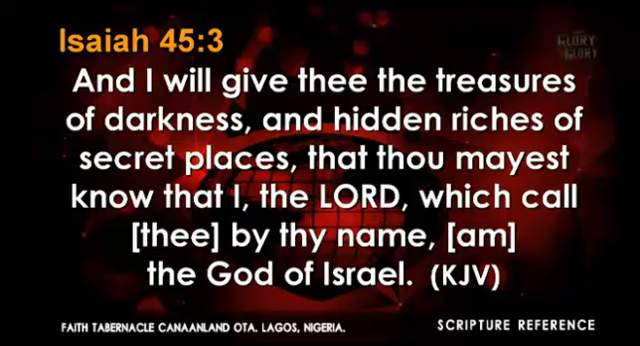 Isaiah 45:3
GLORY
GLORY
And I will give thee the treasures
of darkness, and hidden riches of
secret places, that thou mayest
know that I, the LORD, which call
[thee] by thy name, [am]
the God of Israel. (KJV)
FAITH TABERNACLE CANAANLAND OTA. LAGOS, NIGERIA.
SCRIPTURE REFERENCE